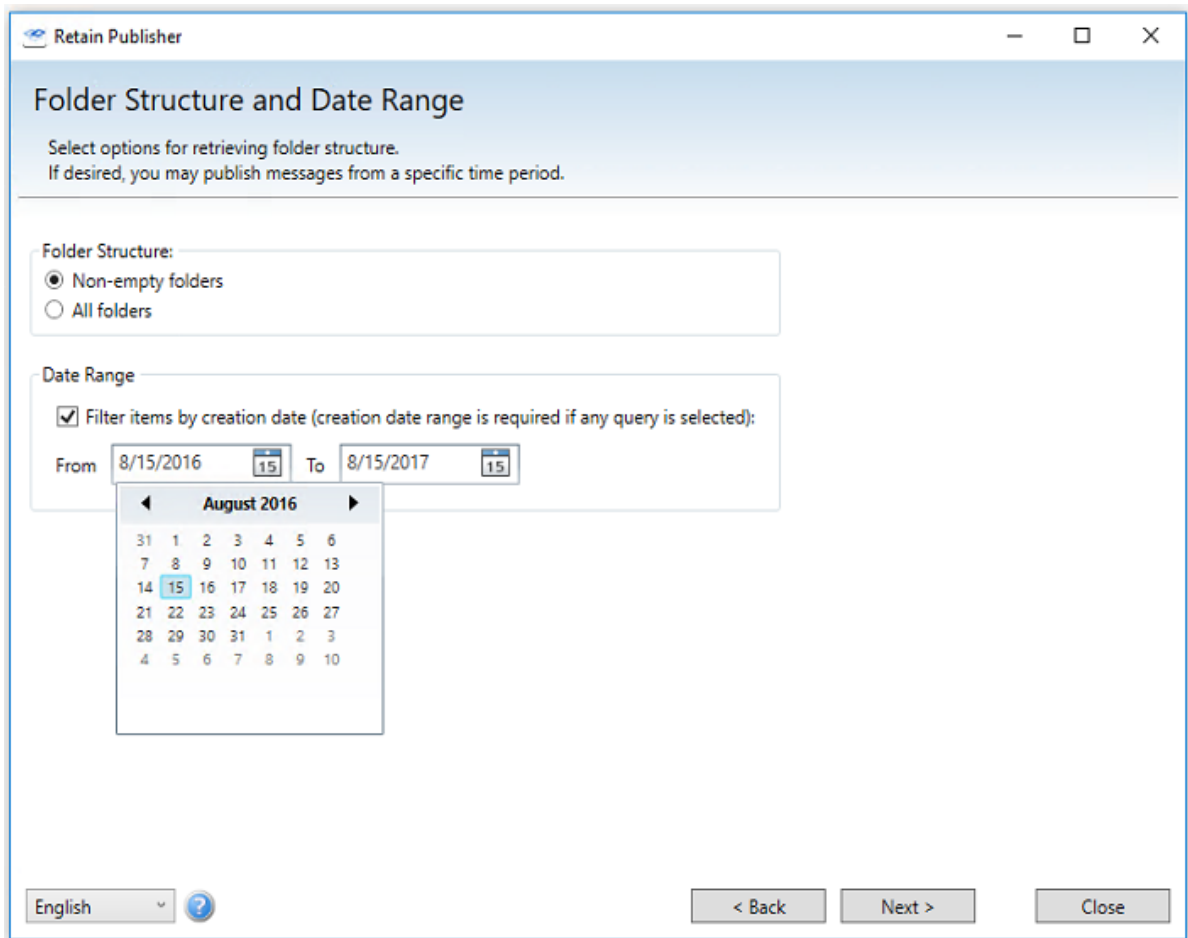 Retain Publisher
Folder Structure and Date Range
Select options for retrieving folder structure.
If desired, you may publish messages from a specific time period.
Folder Structure:
Non-empty folders
All folders
Date Range
Filter items by creation date (creation date range is required if any query is selected):
From 8/15/2016 15 To 8/15/2017 15
August 2016
31 1 2 3 4 5 6
7 8 9 10 11 12 13
14 15 16 17 18 19 20
21 22 23 24 25 26 27
28 29 30 31 1 2 3
4 5 6 7 8 9 10
English ? < Back Next > Close